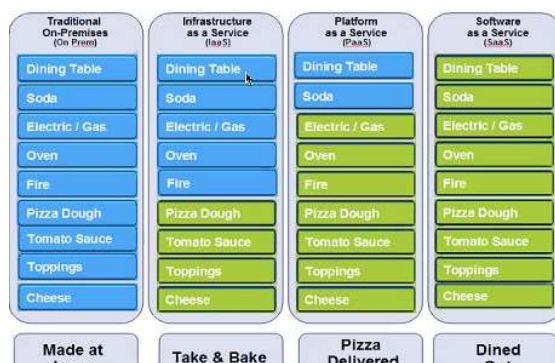 Traditional
On-Premises
(On Prem)
Dining Table
Soda
Electric / Gas
Oven
Fire
Pizza Dough
Tomato Sauce
Toppings
Cheese
Made at
Infrastructure
as a Service
(IaaS)
Dining Table
Soda
Electric / Gas
Oven
Fire
Pizza Dough
Tomato Sauce
Toppings
Cheese
Take & Bake
Platform
as a Service
(PaaS)
Dining Table
Soda
Electric / Gas
Oven
Fire
Pizza Dough
Tomato Sauce
Toppings
Cheese
Pizza
Delivered
Software
as a Service
(SaaS)
Dining Table
Soda
Electric / Gas
Oven
Fire
Pizza Dough
Tomato Sauce
Toppings
Cheese
Dined